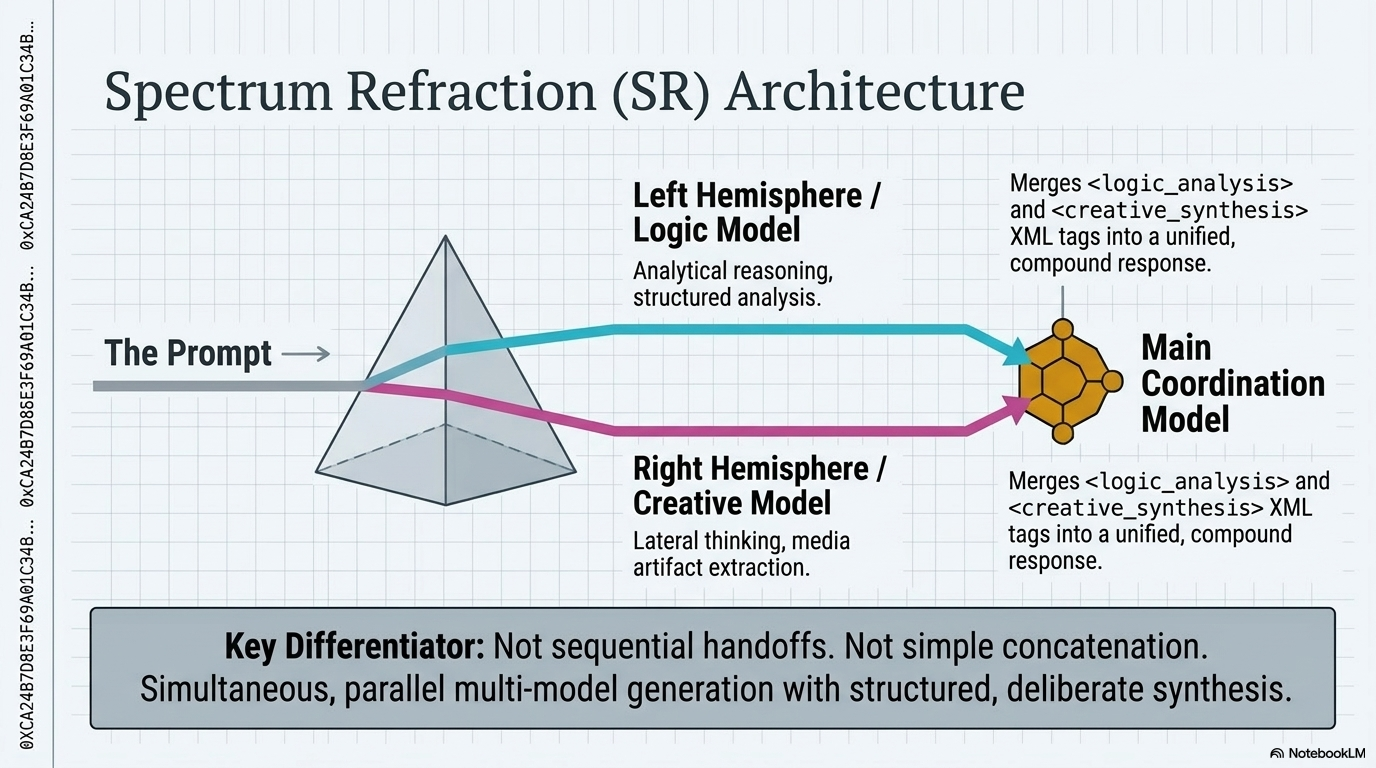 0xCA24B7D8E3F69A01C34B...
0xCA24B7D8E3F69A01C34B...
0XCA24B7D8E3F69A01C34B...
Spectrum Refraction (SR) Architecture
The Prompt
Left Hemisphere /
Logic Model
Analytical reasoning,
structured analysis.
Right Hemisphere /
Creative Model
Lateral thinking, media
artifact extraction.
Merges <logic_analysis>
and <creative_synthesis>
XML tags into a unified,
compound response.
Main
Coordination
Model
Merges <logic_analysis> and
<creative_synthesis> XML
tags into a unified, compound
response.
Key Differentiator: Not sequential handoffs. Not simple concatenation.
Simultaneous, parallel multi-model generation with structured, deliberate synthesis.
NotebookLM